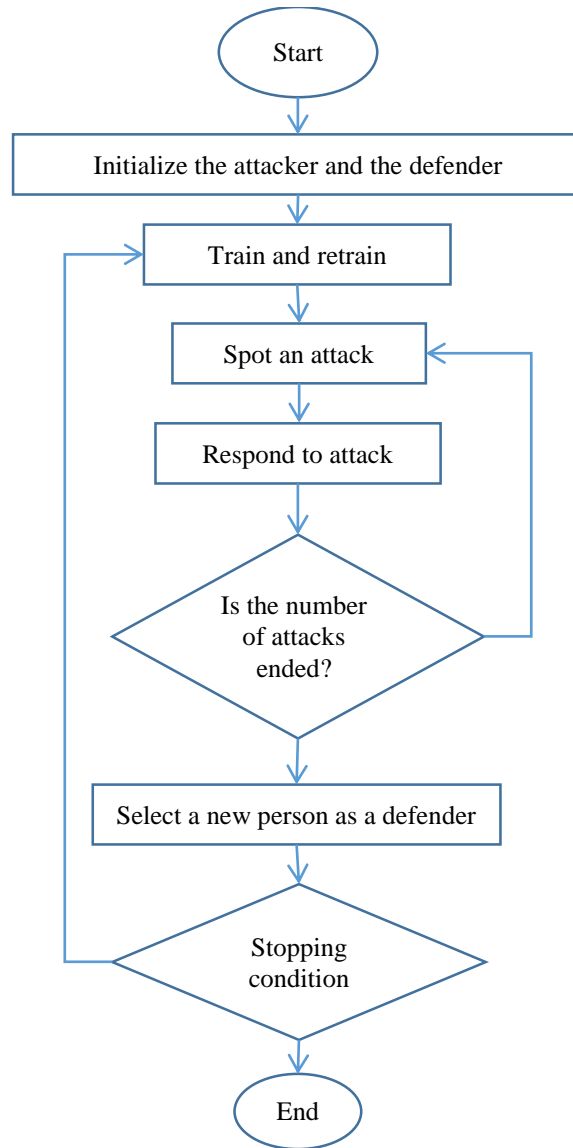 Start
Initialize the attacker and the defender
Train and retrain
Spot an attack
Respond to attack
Is the number
of attacks
ended?
Select a new person as a defender
Stopping
condition
End